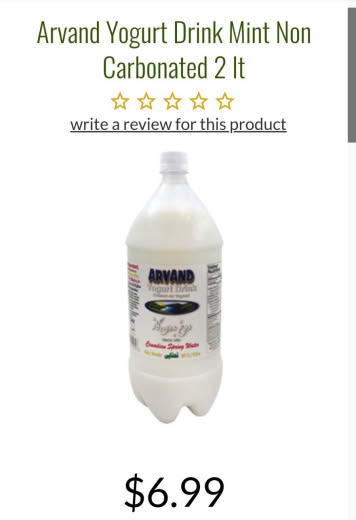 Arvand Yogurt Drink Mint Non
Carbonated 2 lt
write a review for this product
ARVAND
Yogurt Drink
Canadian Spring Water
$6.99